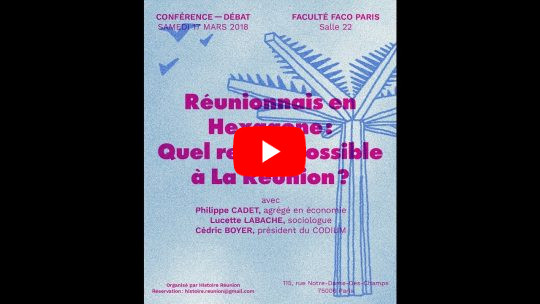 CONFÉRENCE — DÉBAT
SAMEDI 17 MARS 2018
FACULTÉ FACO PARIS
Salle 22
Réunionnais en
Hexagone :
Quel possible
à La Réunion ?
avec
Philippe CADET, agrégé en économie
Lucette LABACHE, sociologue
Cédric BOYER, président du CODIUM
Organisé par Histoire Réunion
Réservation : histoire.reunion@gmail.com
115, rue Notre-Dame-Des-Champs
75006 Paris